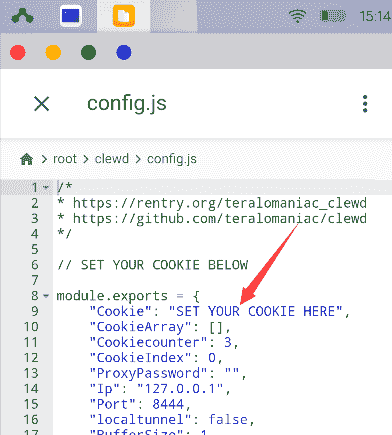 15:14
config.js
root > clewd > config.js
1 /*
2 * https://rentry.org/teralomaniac_clewd
3 * https://github.com/teralomaniac/clewd
4 */
5
6 // SET YOUR COOKIE BELOW
7
8 module.exports = {
9 "Cookie": "SET YOUR COOKIE HERE",
10 "CookieArray": [],
11 "Cookiecounter": 3,
12 "CookieIndex": 0,
13 "ProxyPassword": "",
14 "Ip": "127.0.0.1",
15 "Port": 8444,
16 "localtunnel": false,
17 "BufferSize": 1,